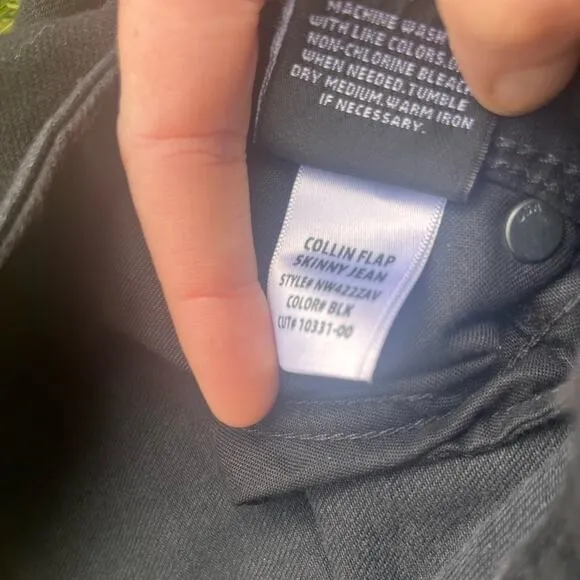 MACHINE WASH
WITH LIKE COLORS.
NON-CHLORINE BLEACH
WHEN NEEDED.TUMBLE
DRY MEDIUM.WARM IRON
IF NECESSARY.
COLLIN FLAP
SKINNY JEAN
STYLE# NW4222AV
COLOR# BLK
CUT# 10331-00